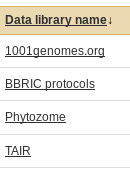 Data library name↓
1001genomes.org
BBRIC protocols
Phytozome
TAIR